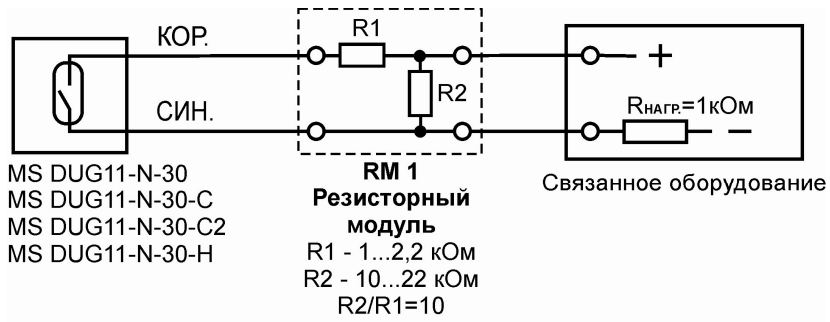 КОР.
СИН.
MS DUG11-N-30
MS DUG11-N-30-C
MS DUG11-N-30-C2
MS DUG11-N-30-H
R1
R2
RM 1
Резисторный
модуль
R1 - 1...2,2 кОм
R2 - 10...22 кОм
R2/R1=10
+
RНАГР.=1кОм
–
Связанное оборудование